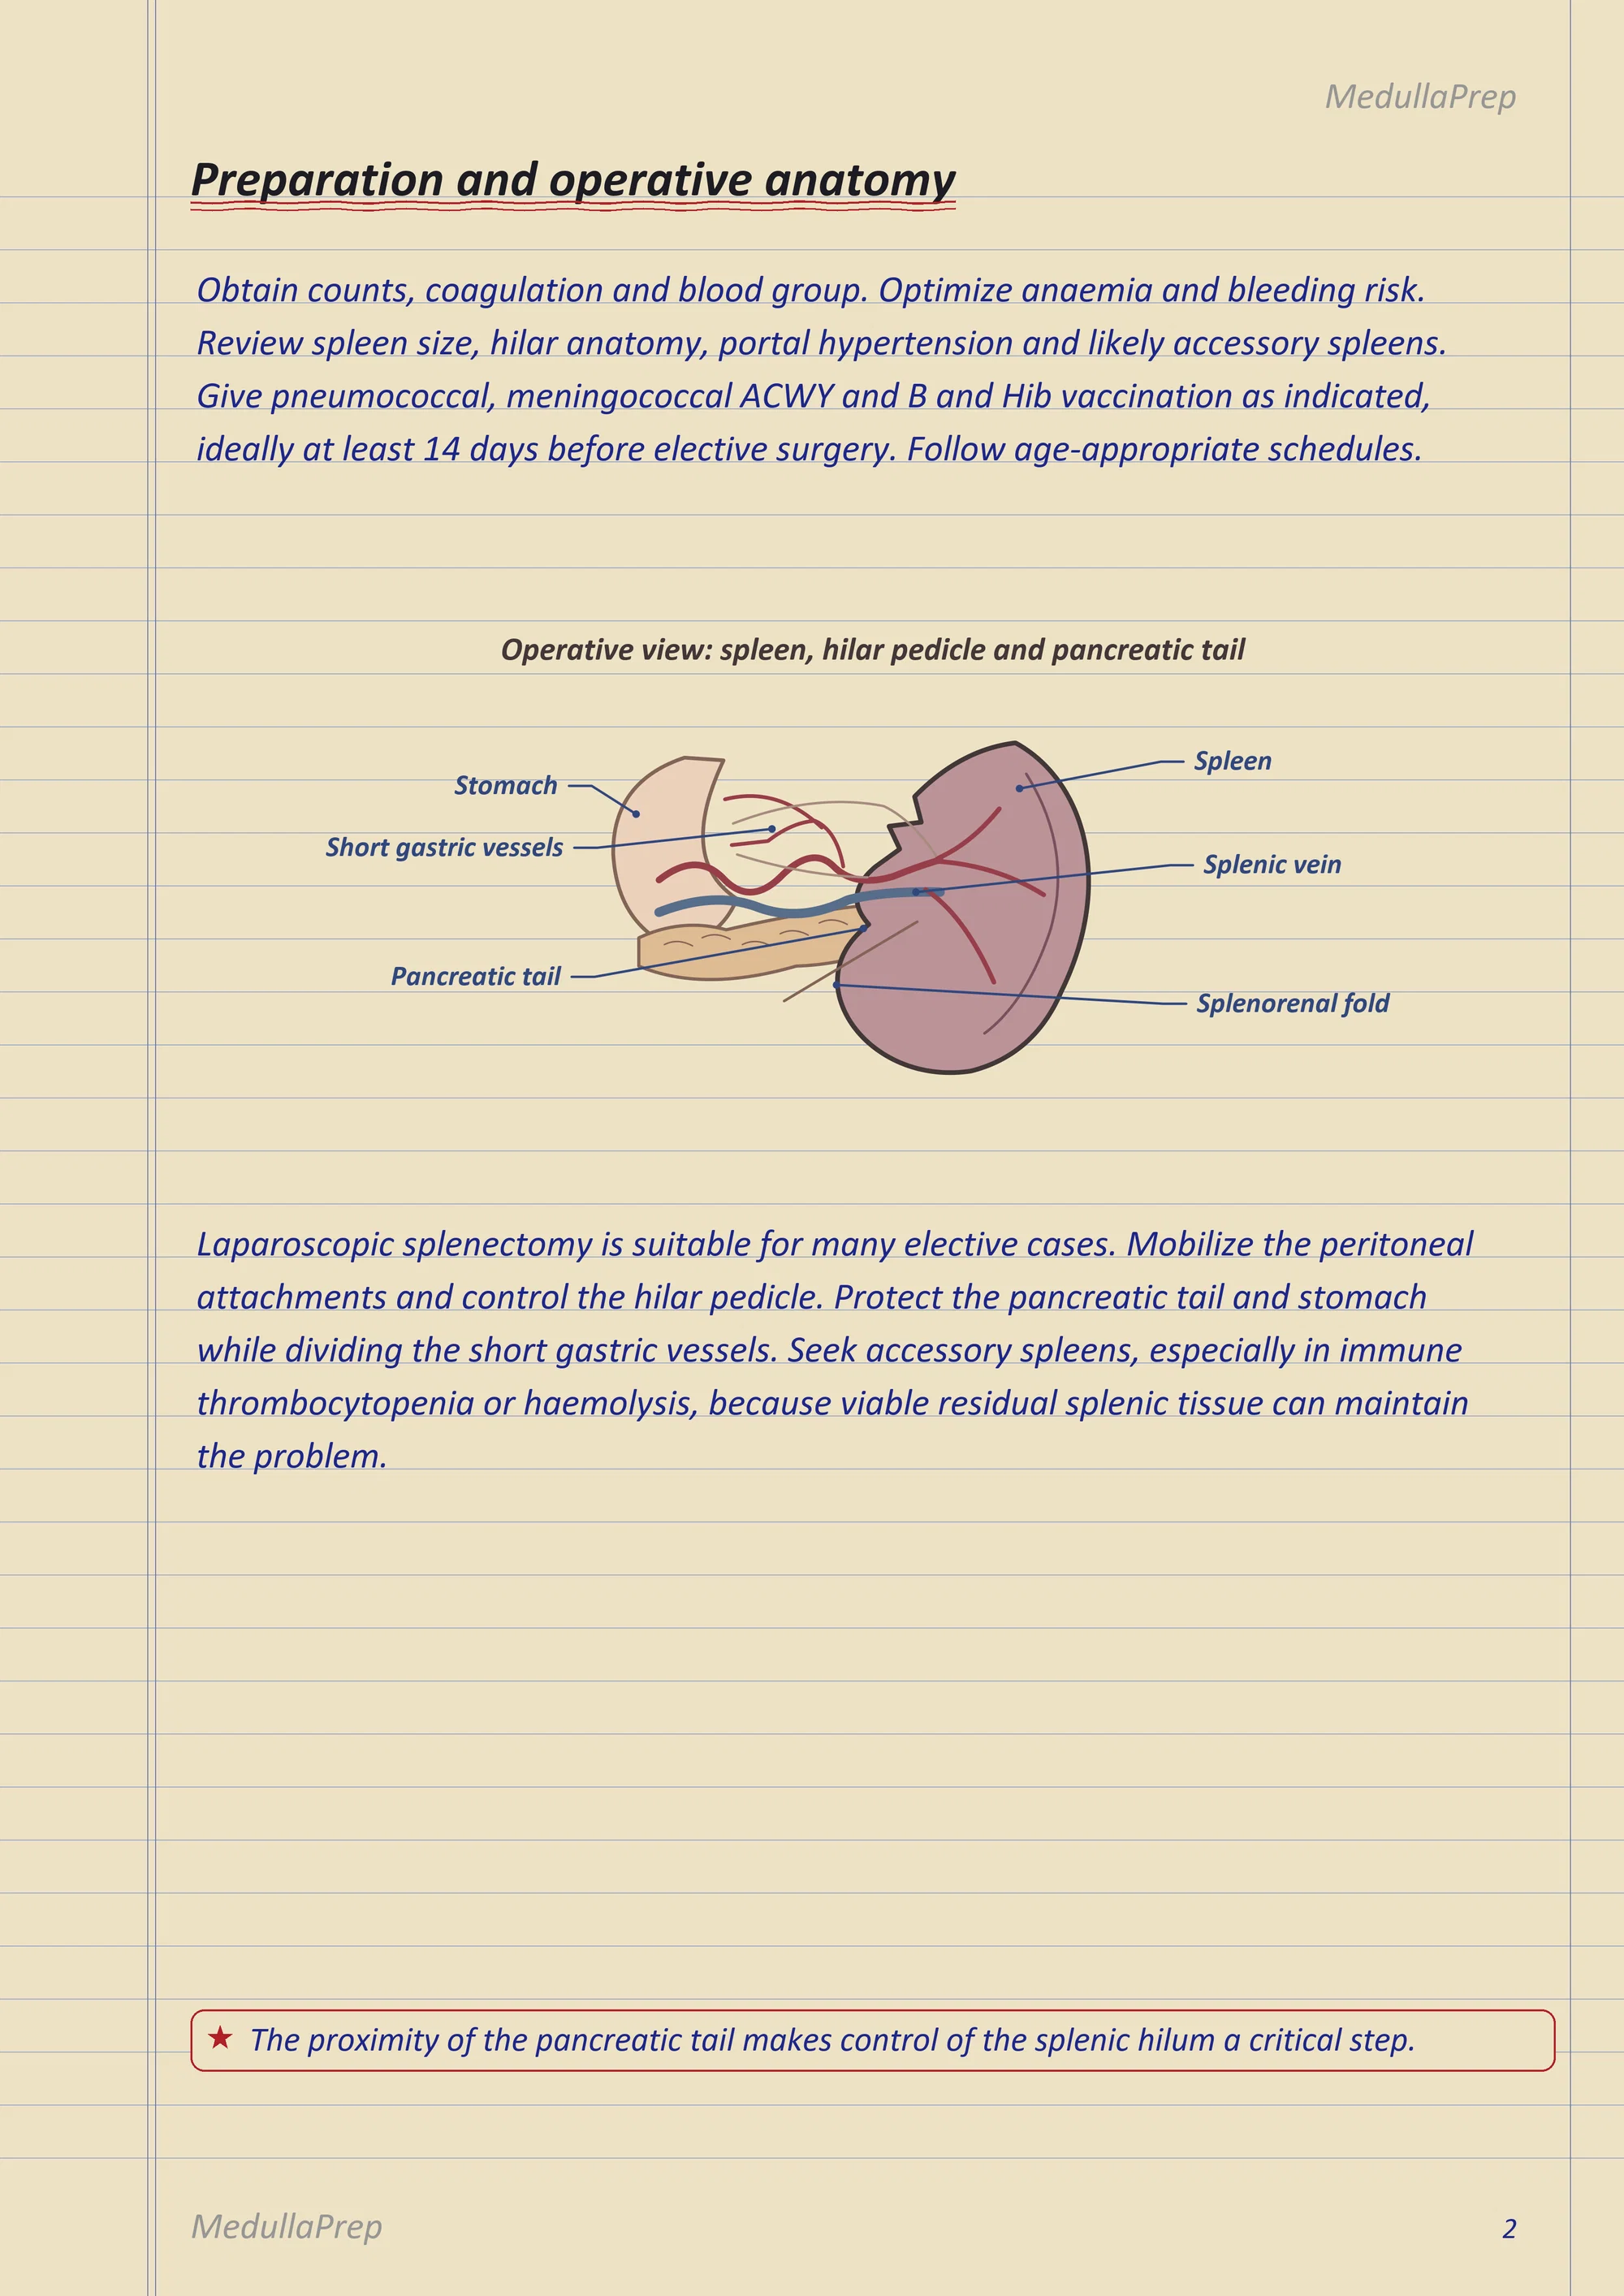 MedullaPrep
Preparation and operative anatomy
Obtain counts, coagulation and blood group. Optimize anaemia and bleeding risk.
Review spleen size, hilar anatomy, portal hypertension and likely accessory spleens.
Give pneumococcal, meningococcal ACWY and B and Hib vaccination as indicated,
ideally at least 14 days before elective surgery. Follow age-appropriate schedules.
Operative view: spleen, hilar pedicle and pancreatic tail
Stomach
Spleen
Short gastric vessels
Splenic vein
Pancreatic tail
Splenorenal fold
Laparoscopic splenectomy is suitable for many elective cases. Mobilize the peritoneal
attachments and control the hilar pedicle. Protect the pancreatic tail and stomach
while dividing the short gastric vessels. Seek accessory spleens, especially in immune
thrombocytopenia or haemolysis, because viable residual splenic tissue can maintain
the problem.
★ The proximity of the pancreatic tail makes control of the splenic hilum a critical step.
MedullaPrep
2